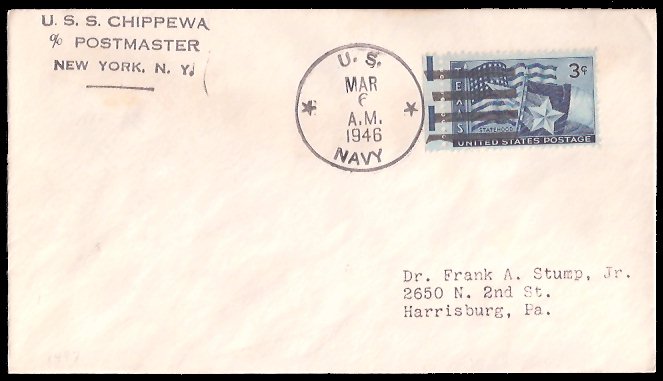 U. S. S. CHIPPEWA
℅ POSTMASTER
NEW YORK, N. Y.
U. S.
MAR
6
A.M.
1946
NAVY
3¢
TEXAS
STATEHOOD
UNITED STATES POSTAGE
Dr. Frank A. Stump, Jr.
2650 N. 2nd St.
Harrisburg, Pa.